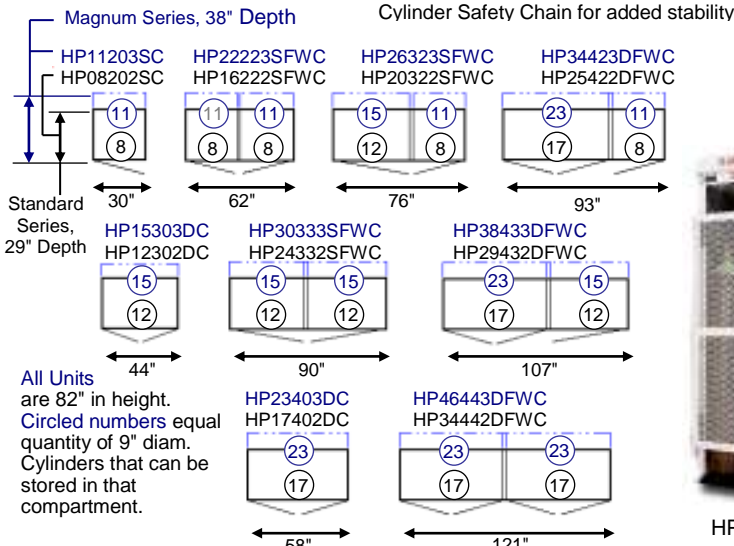 Magnum Series, 38" Depth
Cylinder Safety Chain for added stability
HP11203SC HP22223SFWC HP26323SFWC HP34423DFWC
HP08202SC HP16222SFWC HP20322SFWC HP25422DFWC
11 11 11 15 11 23 11
8 8 8 12 8 17 8
30" 62" 76" 93"
Standard
Series,
29" Depth
HP15303DC HP30333SFWC HP38433DFWC
HP12302DC HP24332SFWC HP29432DFWC
15 15 15 23 15
12 12 12 17 12
44" 90" 107"
All Units
are 82" in height.
Circled numbers equal
quantity of 9" diam.
Cylinders that can be
stored in that
compartment.
HP23403DC HP46443DFWC
HP17402DC HP34442DFWC
23 23 23
17 17 17
58" 121"
HP